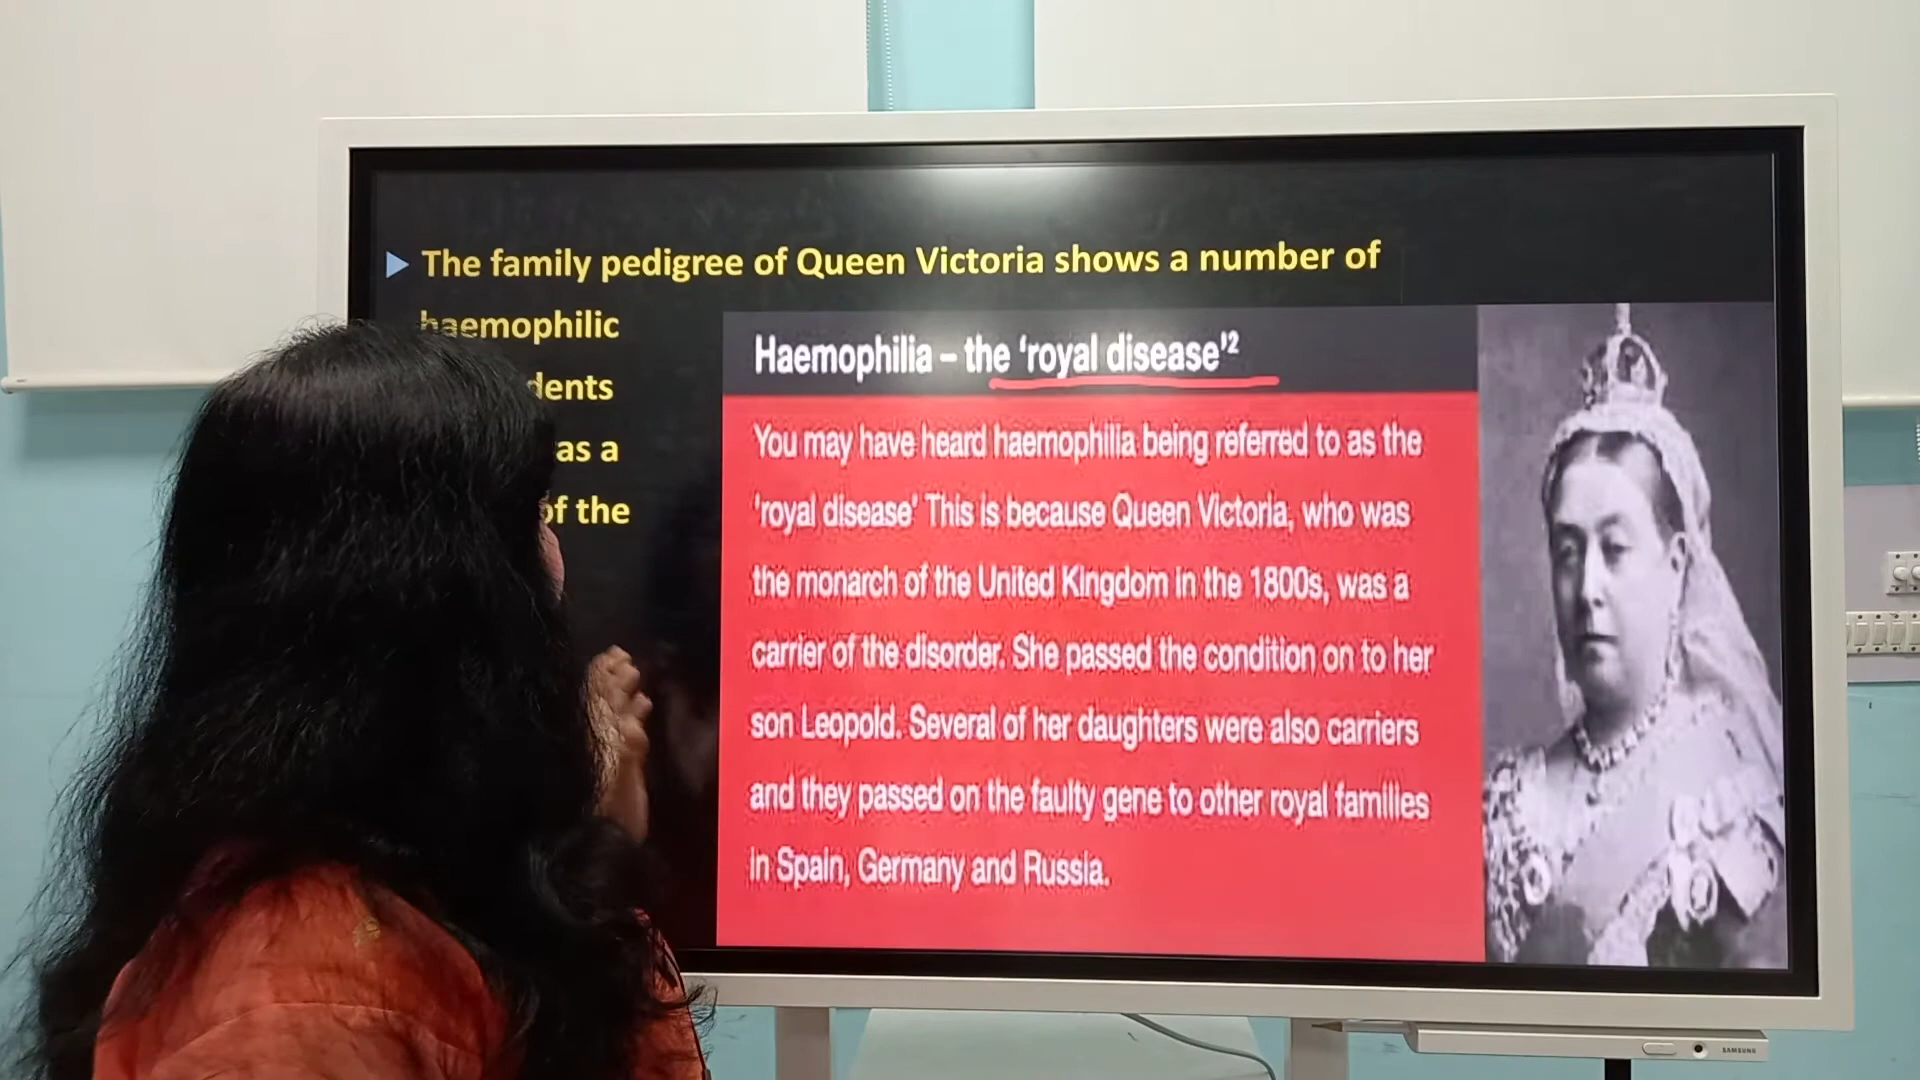 The family pedigree of Queen Victoria shows a number of
haemophilic
as a
of the
Haemophilia – the ‘royal disease’²
You may have heard haemophilia being referred to as the
‘royal disease’ This is because Queen Victoria, who was
the monarch of the United Kingdom in the 1800s, was a
carrier of the disorder. She passed the condition on to her
son Leopold. Several of her daughters were also carriers
and they passed on the faulty gene to other royal families
in Spain, Germany and Russia.
SAMSUNG